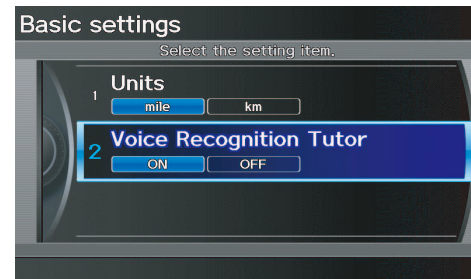 Basic settings
Select the setting item.
1 Units
mile km
2 Voice Recognition Tutor
ON OFF